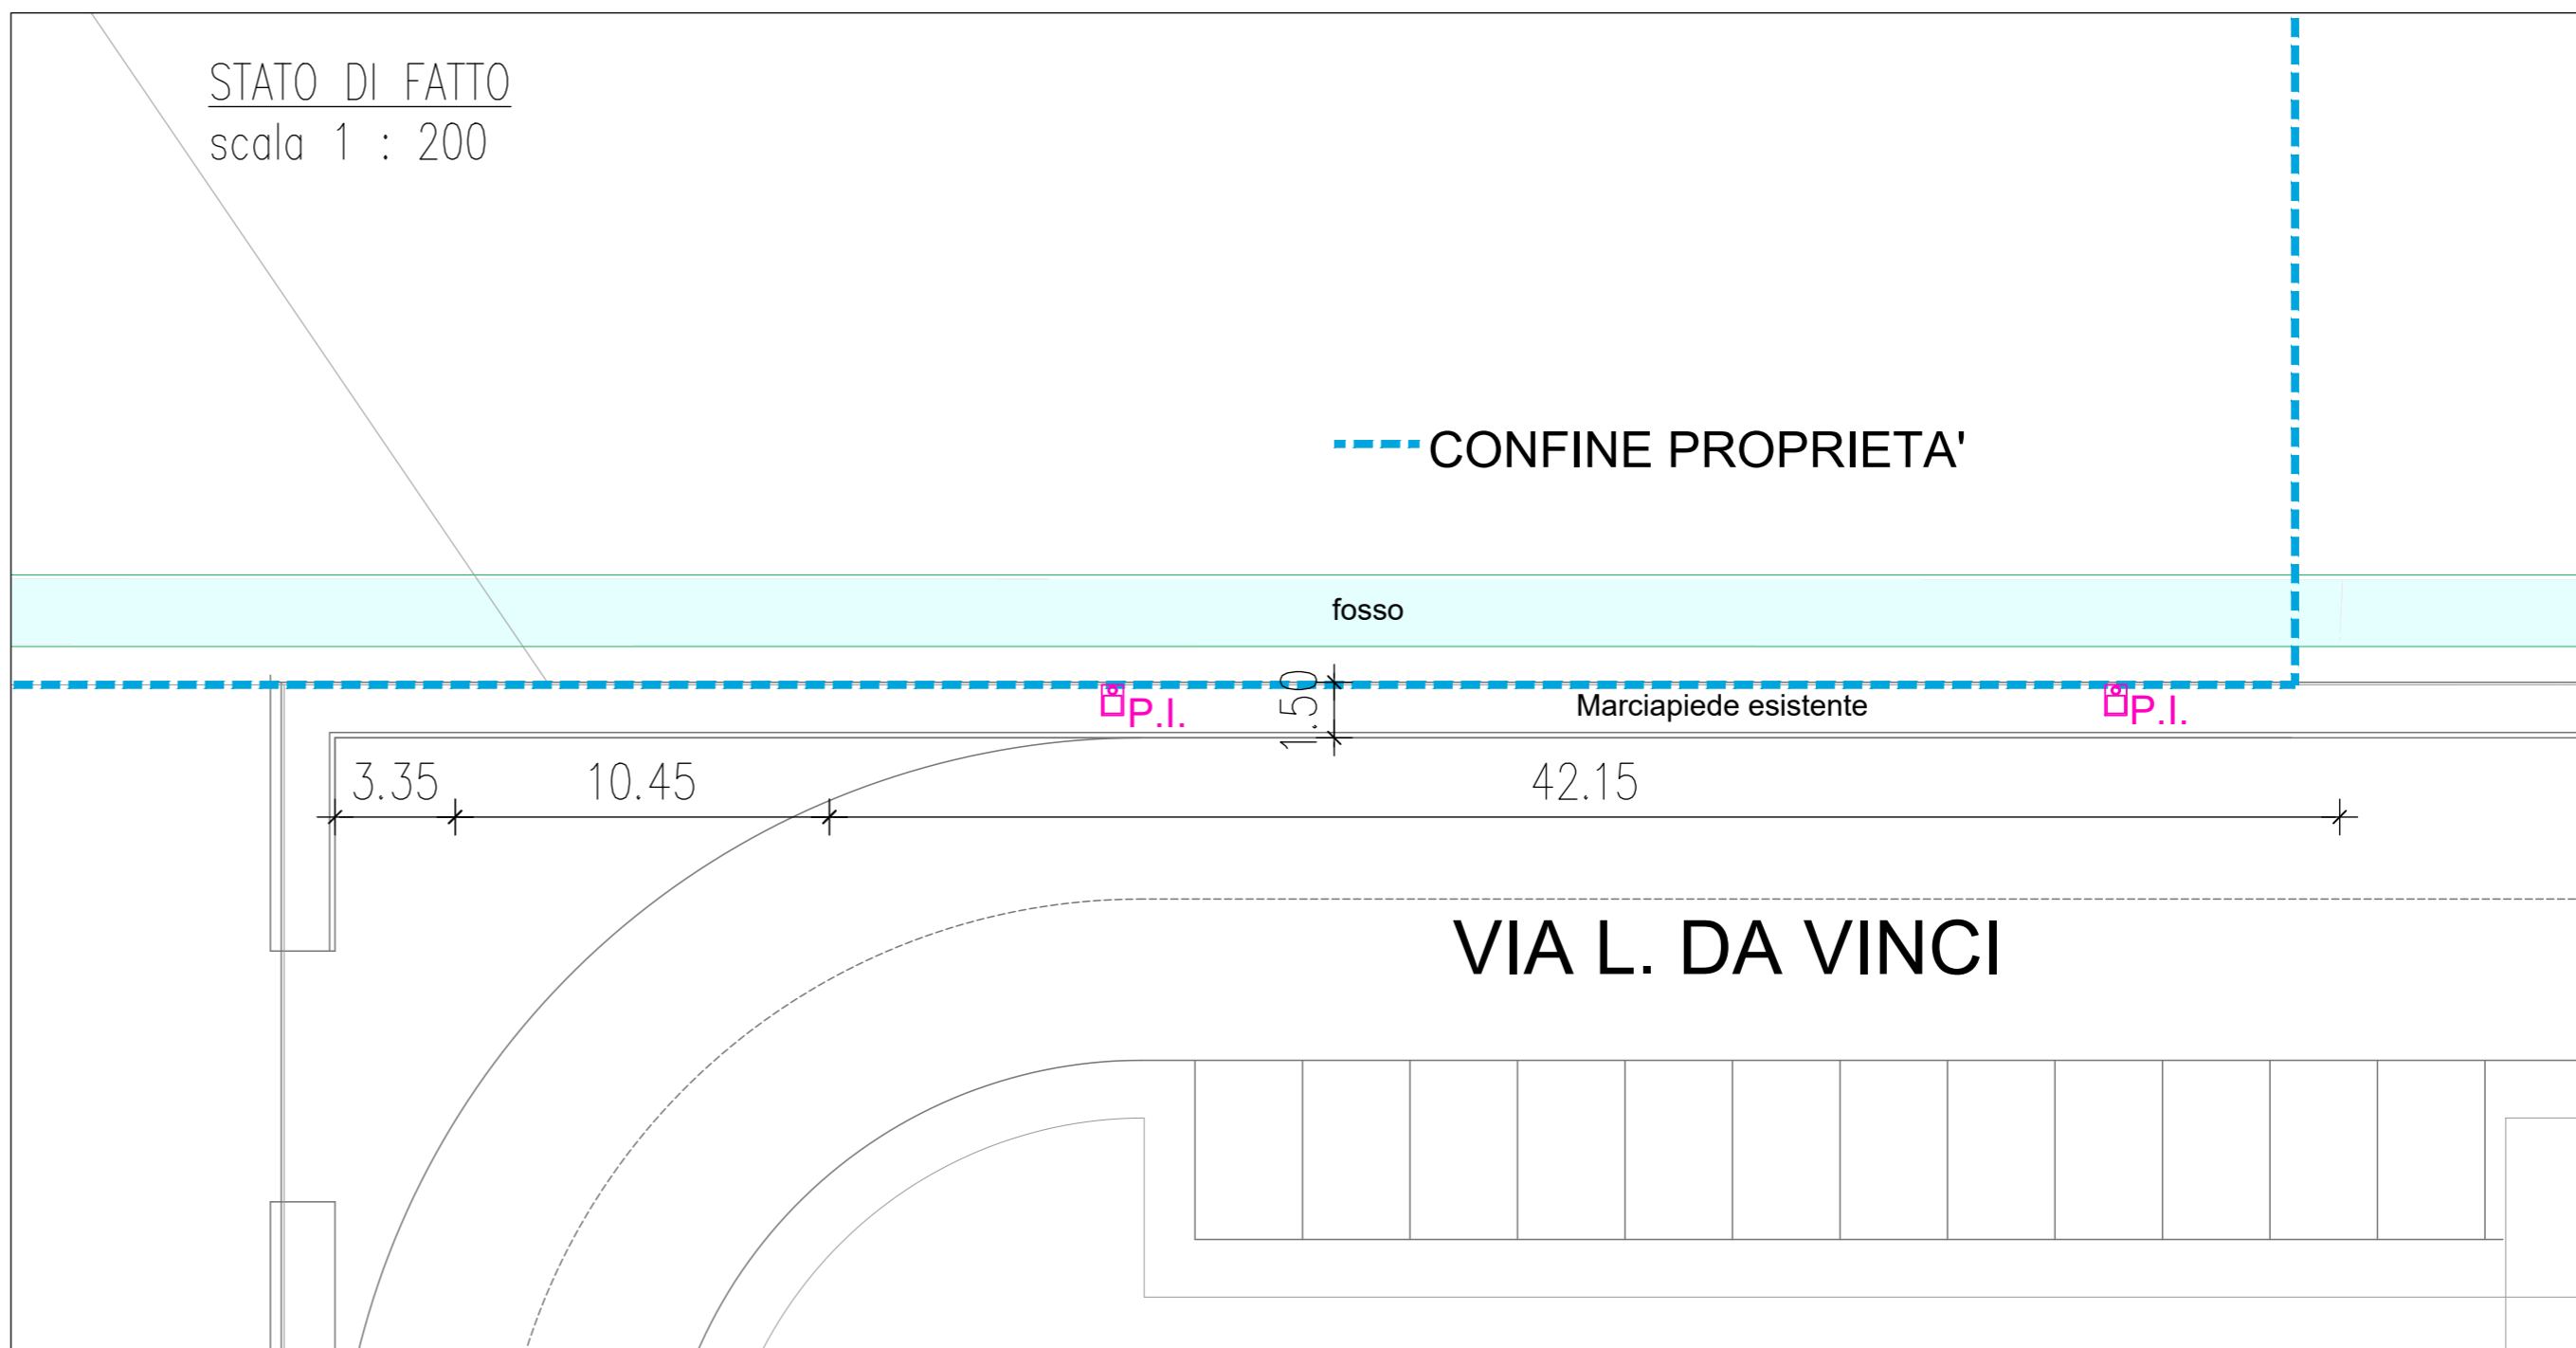 STATO DI FATTO
scala 1 : 200
CONFINE PROPRIETA'
fosso
1.50
Marciapiede esistente
P.I.
P.I.
3.35
10.45
42.15
VIA L. DA VINCI